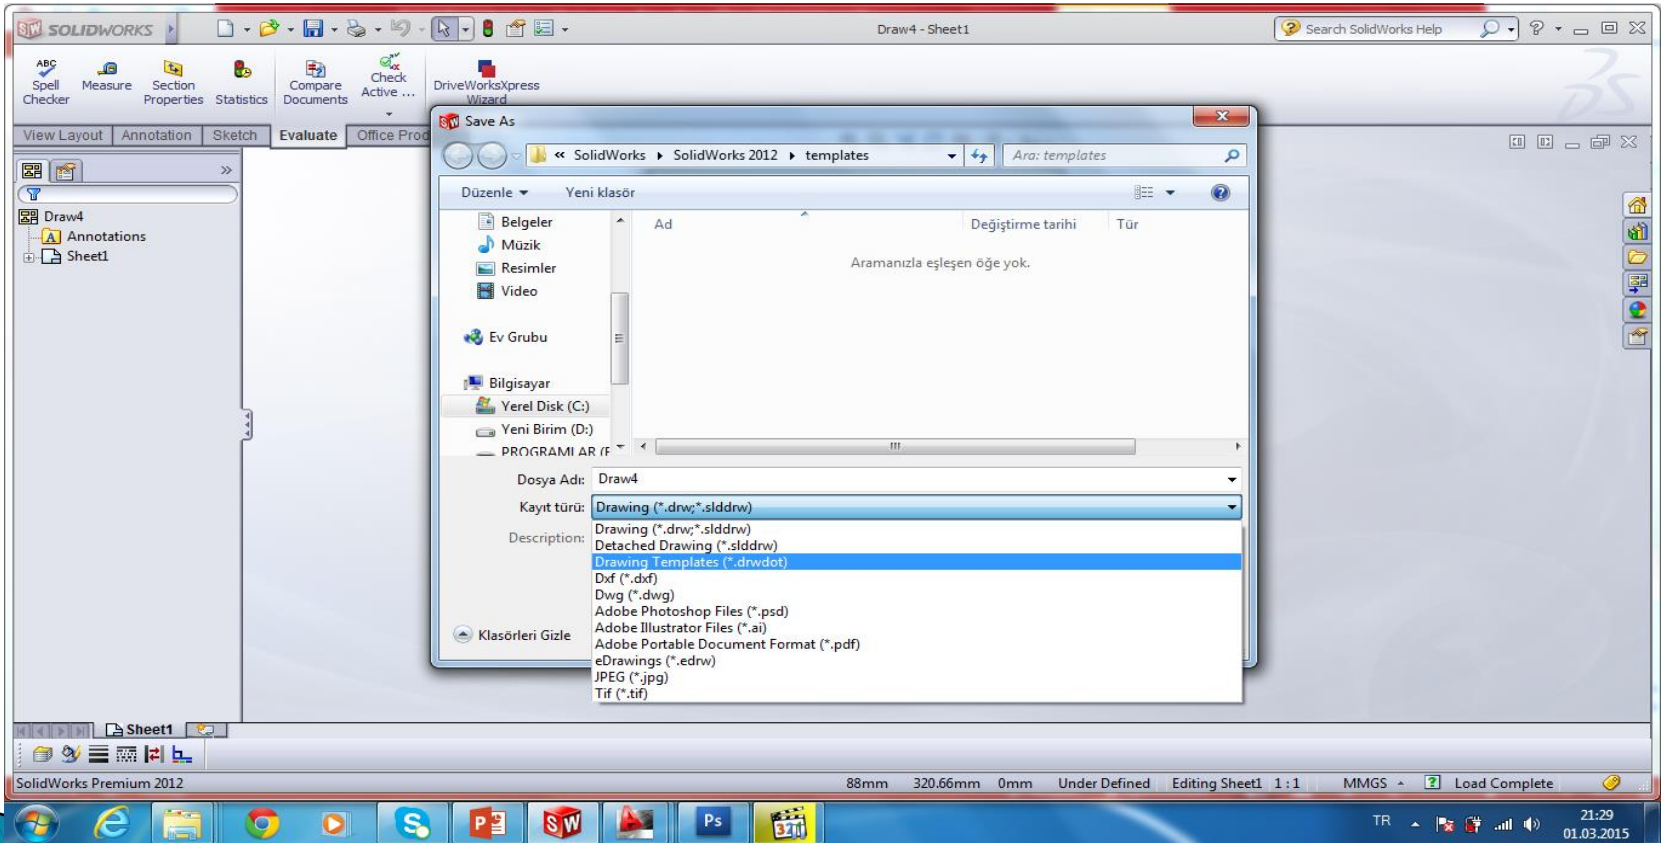 SOLIDWORKS
Draw4 - Sheet1
Search SolidWorks Help
ABC
Spell Checker
Measure
Section Properties
Statistics
Compare Documents
Check Active ...
DriveWorksXpress Wizard
View Layout
Annotation
Sketch
Evaluate
Office Prod
Draw4
Annotations
Sheet1
Save As
« SolidWorks ▸ SolidWorks 2012 ▸ templates
Ara: templates
Düzenle
Yeni klasör
Belgeler
Müzik
Resimler
Video
Ev Grubu
Bilgisayar
Yerel Disk (C:)
Yeni Birim (D:)
PROGRAMLAR (F
Ad
Değiştirme tarihi
Tür
Aramanızla eşleşen öğe yok.
Dosya Adı: Draw4
Kayıt türü: Drawing (*.drw;*.slddrw)
Description:
Drawing (*.drw;*.slddrw)
Detached Drawing (*.slddrw)
Drawing Templates (*.drwdot)
Dxf (*.dxf)
Dwg (*.dwg)
Adobe Photoshop Files (*.psd)
Adobe Illustrator Files (*.ai)
Adobe Portable Document Format (*.pdf)
eDrawings (*.edrw)
JPEG (*.jpg)
Tif (*.tif)
Klasörleri Gizle
Sheet1
SolidWorks Premium 2012
88mm 320.66mm 0mm Under Defined Editing Sheet1 1 : 1 MMGS Load Complete
Ps
321
TR
21:29
01.03.2015